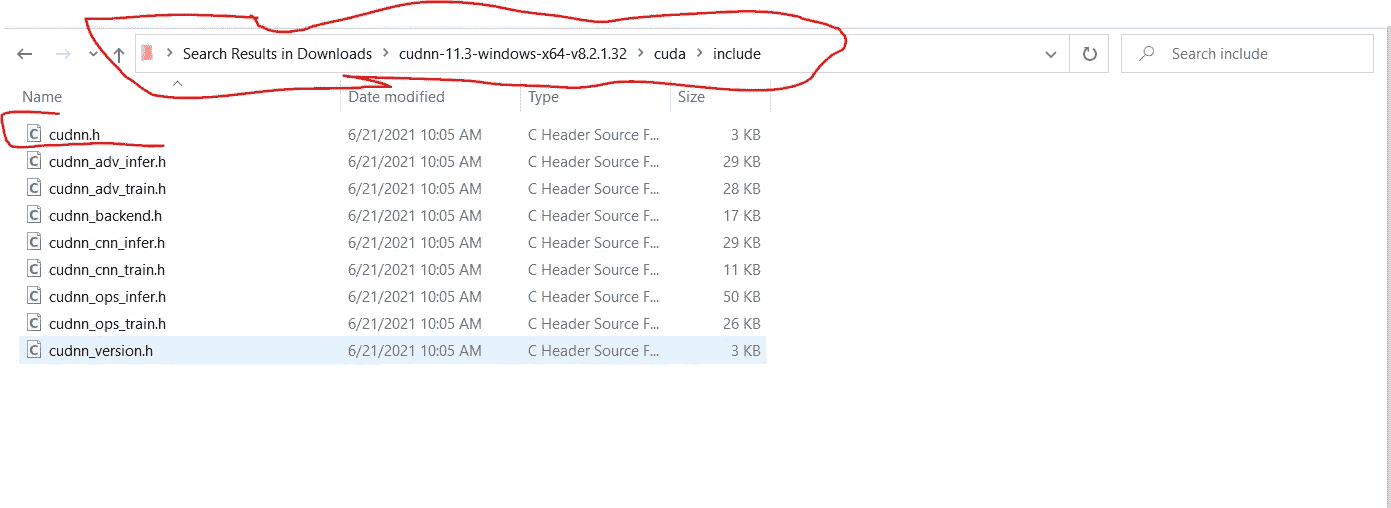 Search Results in Downloads cudnn-11.3-windows-x64-v8.2.1.32 cuda include Search include
Name Date modified Type Size
cudnn.h 6/21/2021 10:05 AM C Header Source F... 3 KB
cudnn_adv_infer.h 6/21/2021 10:05 AM C Header Source F... 29 KB
cudnn_adv_train.h 6/21/2021 10:05 AM C Header Source F... 28 KB
cudnn_backend.h 6/21/2021 10:05 AM C Header Source F... 17 KB
cudnn_cnn_infer.h 6/21/2021 10:05 AM C Header Source F... 29 KB
cudnn_cnn_train.h 6/21/2021 10:05 AM C Header Source F... 11 KB
cudnn_ops_infer.h 6/21/2021 10:05 AM C Header Source F... 50 KB
cudnn_ops_train.h 6/21/2021 10:05 AM C Header Source F... 26 KB
cudnn_version.h 6/21/2021 10:05 AM C Header Source F... 3 KB